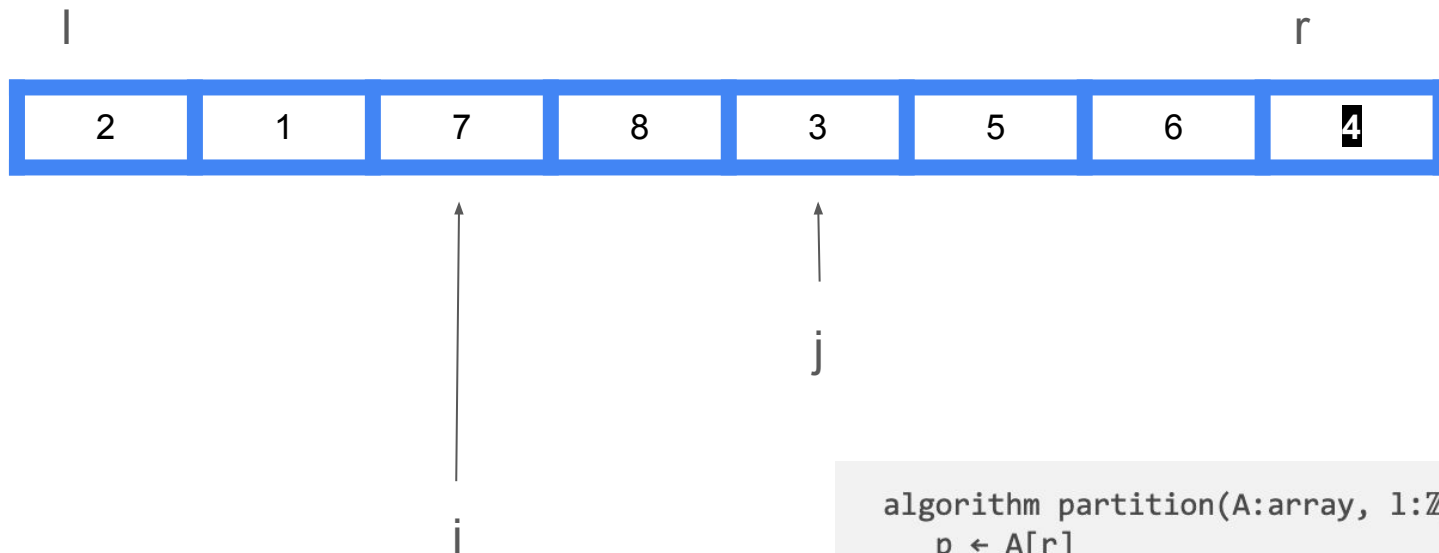 l r
2 1 7 8 3 5 6 4
j
i
algorithm partition(A:array, l:ℤ
p ← A[r]